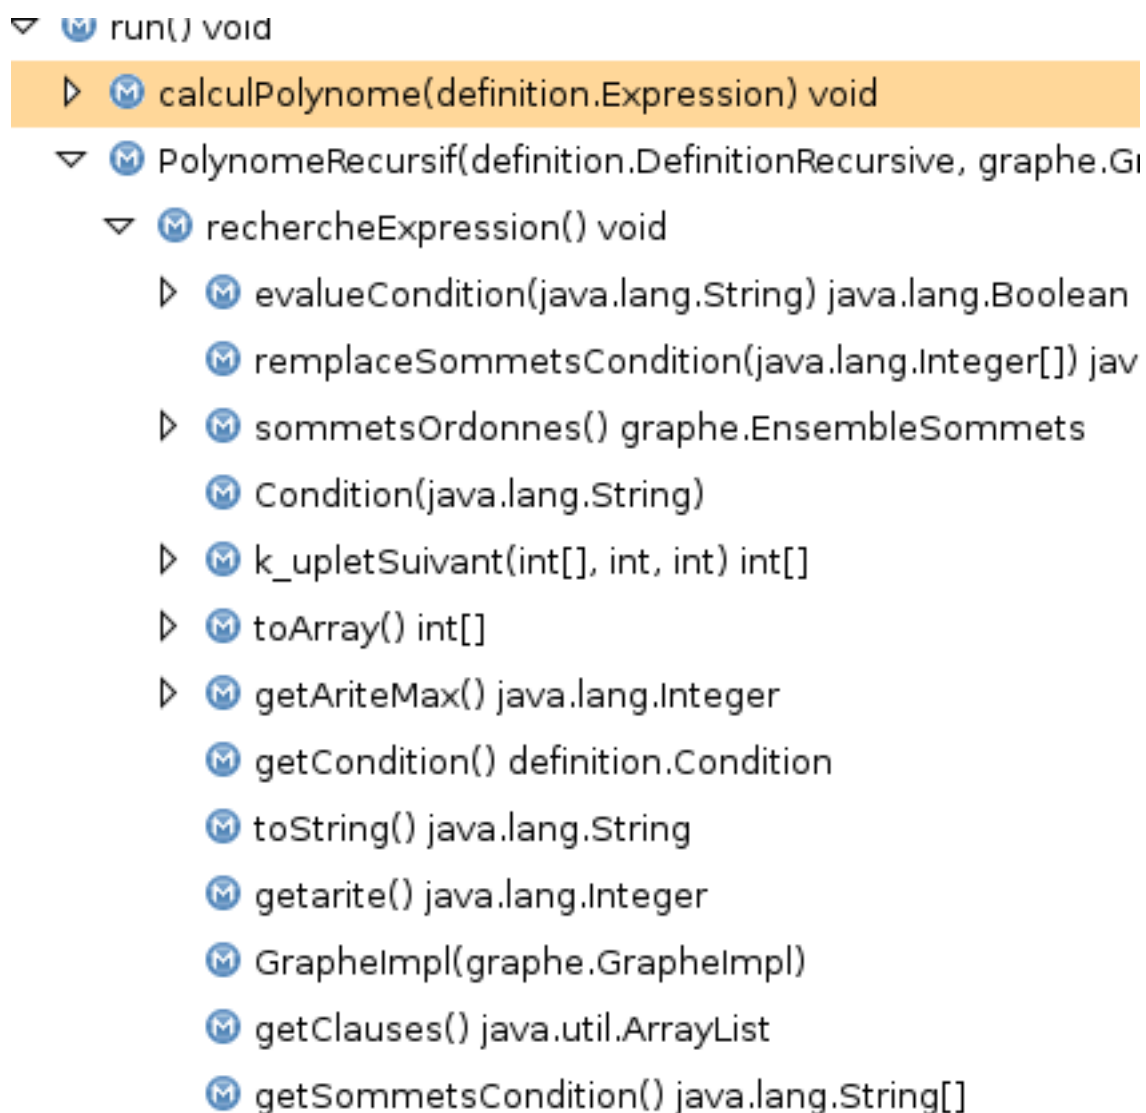 run() void
calculPolynome(definition.Expression) void
PolynomeRecursif(definition.DefinitionRecursive, graphe.Gr
rechercheExpression() void
evalueCondition(java.lang.String) java.lang.Boolean
remplaceSommetsCondition(java.lang.Integer[]) jav
sommetsOrdonnes() graphe.EnsembleSommets
Condition(java.lang.String)
k_upletSuivant(int[], int, int) int[]
toArray() int[]
getAriteMax() java.lang.Integer
getCondition() definition.Condition
toString() java.lang.String
getarite() java.lang.Integer
GrapheImpl(graphe.GrapheImpl)
getClauses() java.util.ArrayList
getSommetsCondition() java.lang.String[]